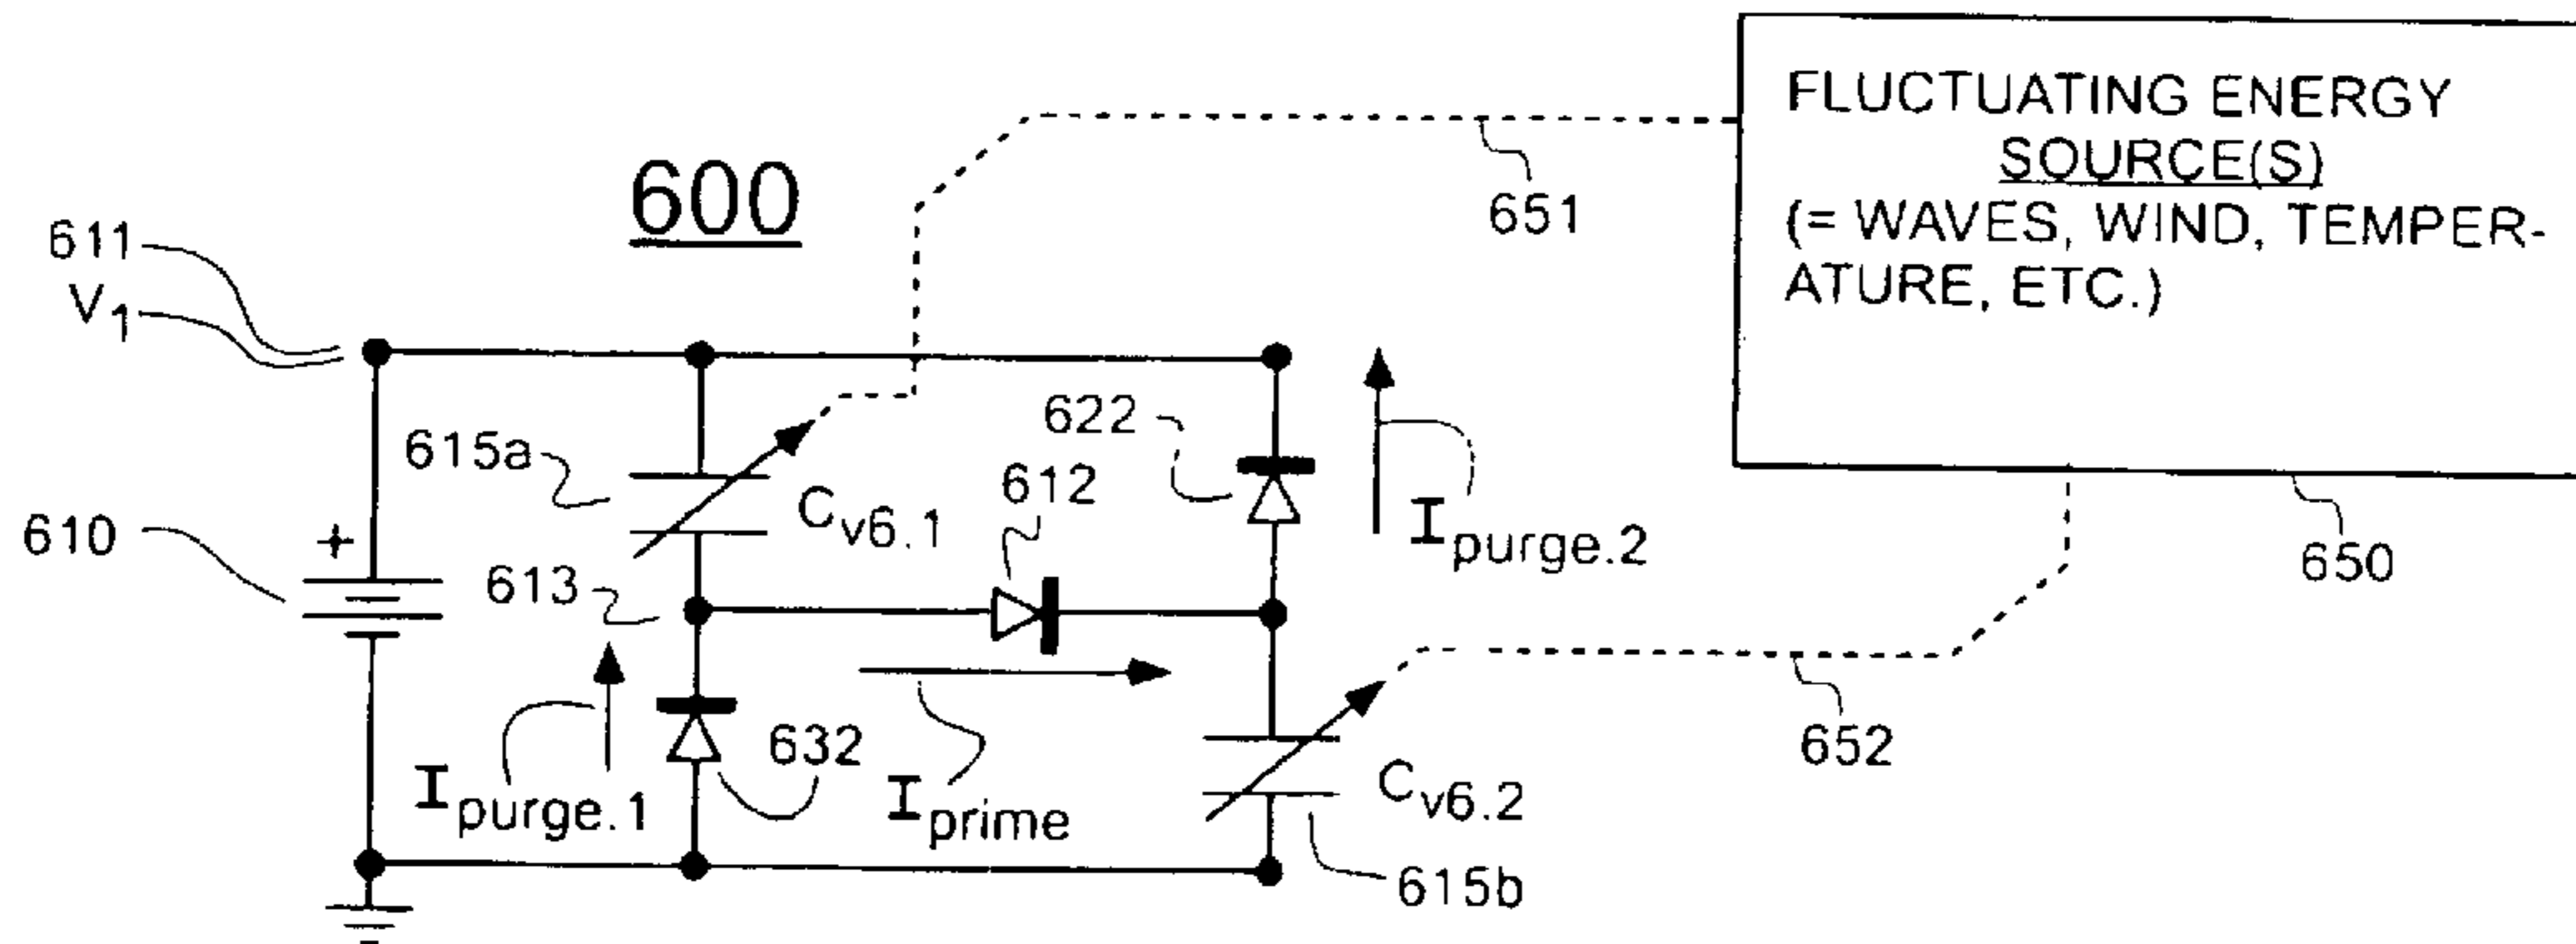 FLUCTUATING ENERGY
SOURCE(S)
(= WAVES, WIND, TEMPER-
ATURE, ETC.)
600
651
611
V1
615a
622
612
Cv6.1
610
+
613
Ipurge.2
650
632
652
Ipurge.1
Iprime
Cv6.2
615b